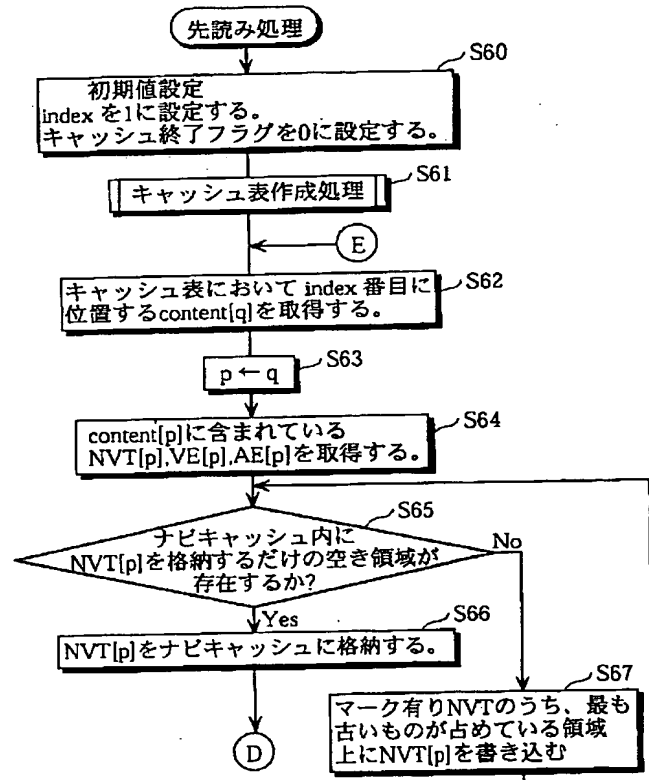 先読み処理
S60
初期値設定
index を1に設定する。
キャッシュ終了フラグを0に設定する。
S61
キャッシュ表作成処理
E
S62
キャッシュ表において index 番目に
位置するcontent[q]を取得する。
S63
p ← q
S64
content[p]に含まれている
NVT[p],VE[p],AE[p]を取得する。
S65
ナビキャッシュ内に
NVT[p]を格納するだけの空き領域が
存在するか?
No
Yes
S66
NVT[p]をナビキャッシュに格納する。
S67
マーク有りNVTのうち、最も
古いものが占めている領域
上にNVT[p]を書き込む
D